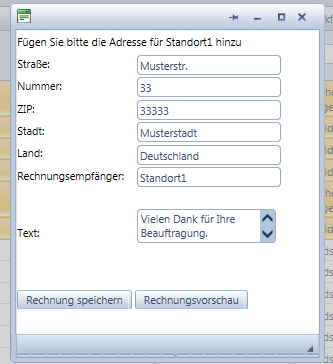 Fügen Sie bitte die Adresse für Standort1 hinzu
Straße: Musterstr.
Nummer: 33
ZIP: 33333
Stadt: Musterstadt
Land: Deutschland
Rechnungsempfänger: Standort1
Text: Vielen Dank für Ihre
Beauftragung.
Rechnung speichern Rechnungsvorschau